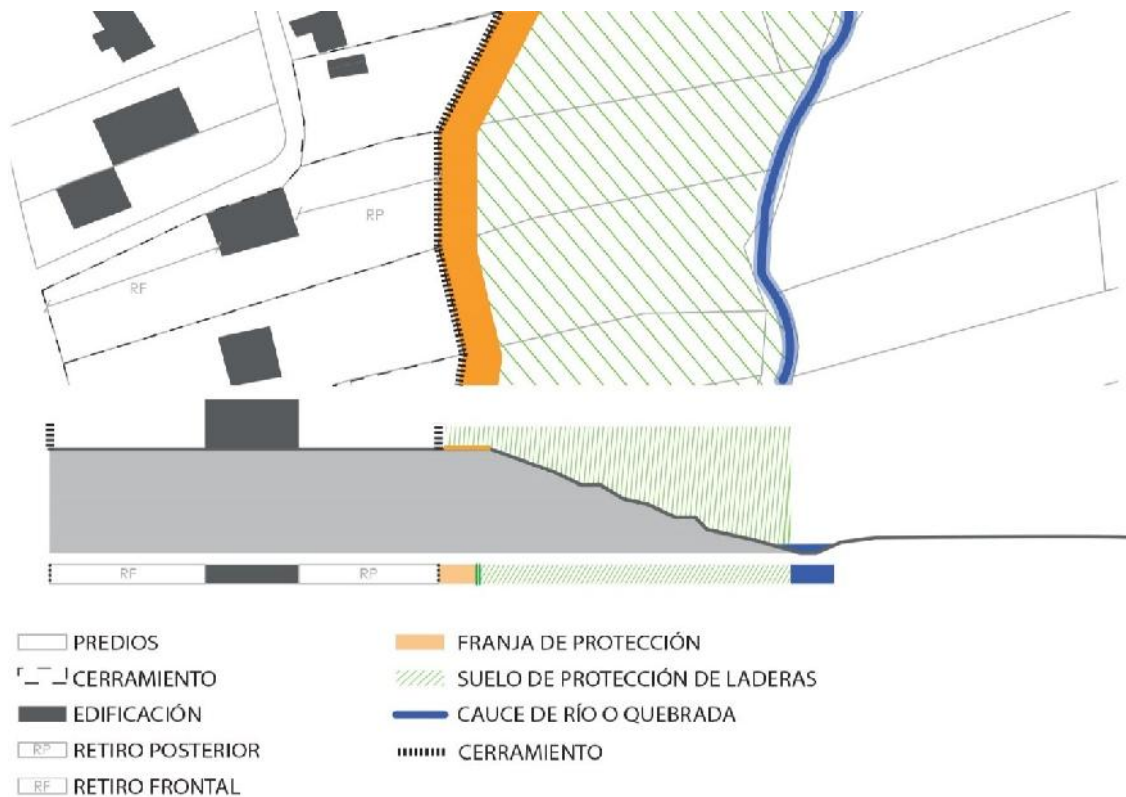 RP
RF
RF
RP
PREDIOS
CERRAMIENTO
EDIFICACIÓN
RP RETIRO POSTERIOR
RF RETIRO FRONTAL
FRANJA DE PROTECCIÓN
SUELO DE PROTECCIÓN DE LADERAS
CAUCE DE RÍO O QUEBRADA
CERRAMIENTO